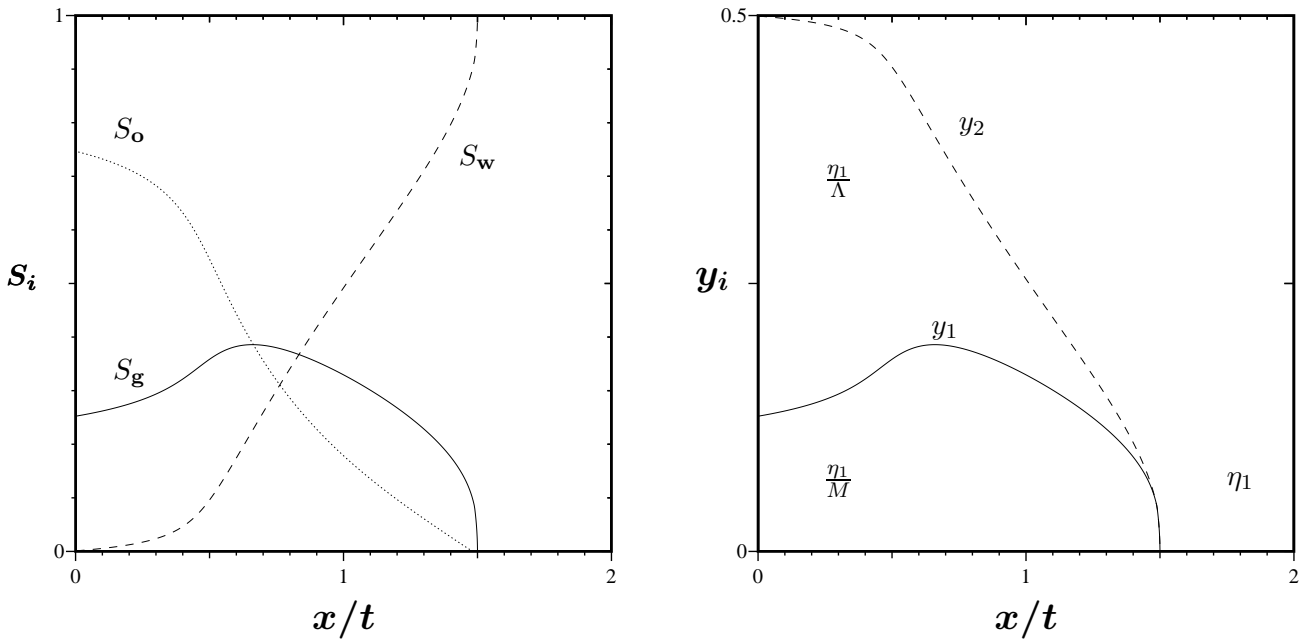 1
S_o
S_w
S_i
S_g
0
0 1 2
x/t
0.5
y_2
η_1/Λ
y_i
y_1
η_1/M
η_1
0
0 1 2
x/t